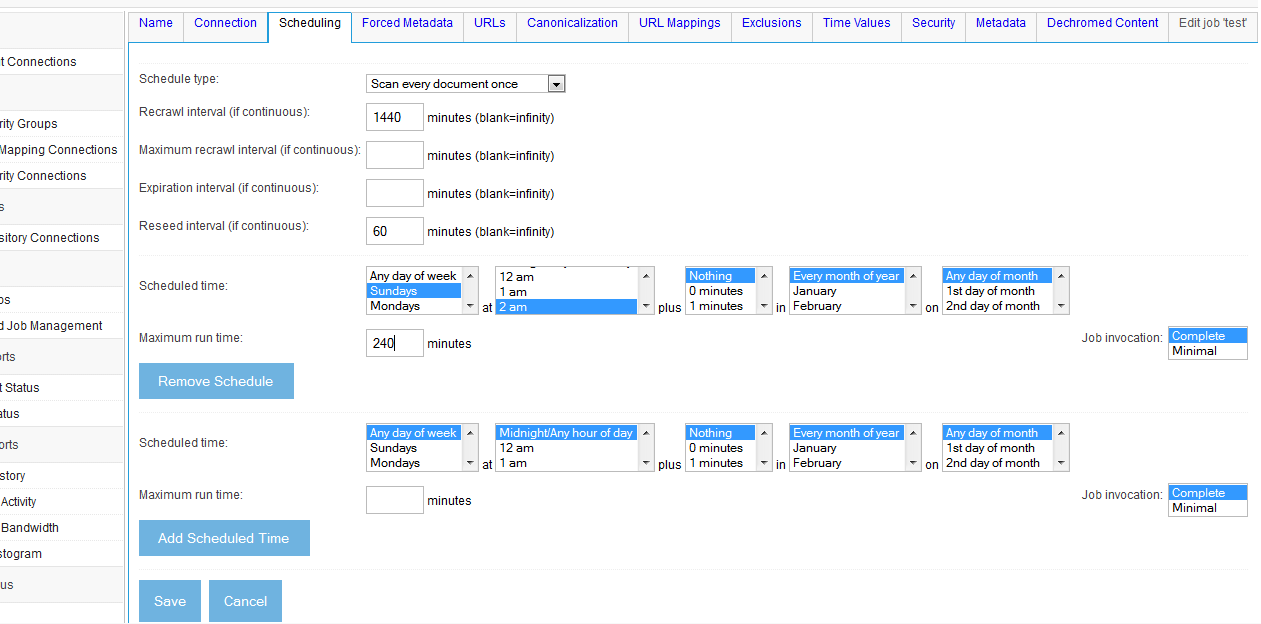 Name Connection Scheduling Forced Metadata URLs Canonicalization URL Mappings Exclusions Time Values Security Metadata Dechromed Content Edit job 'test'
t Connections
rity Groups
Mapping Connections
rity Connections
s
sitory Connections
os
d Job Management
orts
t Status
tatus
orts
story
Activity
Bandwidth
stogram
us
Schedule type: Scan every document once
Recrawl interval (if continuous): 1440 minutes (blank=infinity)
Maximum recrawl interval (if continuous): minutes (blank=infinity)
Expiration interval (if continuous): minutes (blank=infinity)
Reseed interval (if continuous): 60 minutes (blank=infinity)
Scheduled time:
Any day of week
Sundays
Mondays
at
12 am
1 am
2 am
plus
Nothing
0 minutes
1 minutes
in
Every month of year
January
February
on
Any day of month
1st day of month
2nd day of month
Maximum run time: 240 minutes
Job invocation:
Complete
Minimal
Remove Schedule
Scheduled time:
Any day of week
Sundays
Mondays
at
Midnight/Any hour of day
12 am
1 am
plus
Nothing
0 minutes
1 minutes
in
Every month of year
January
February
on
Any day of month
1st day of month
2nd day of month
Maximum run time: minutes
Job invocation:
Complete
Minimal
Add Scheduled Time
Save Cancel